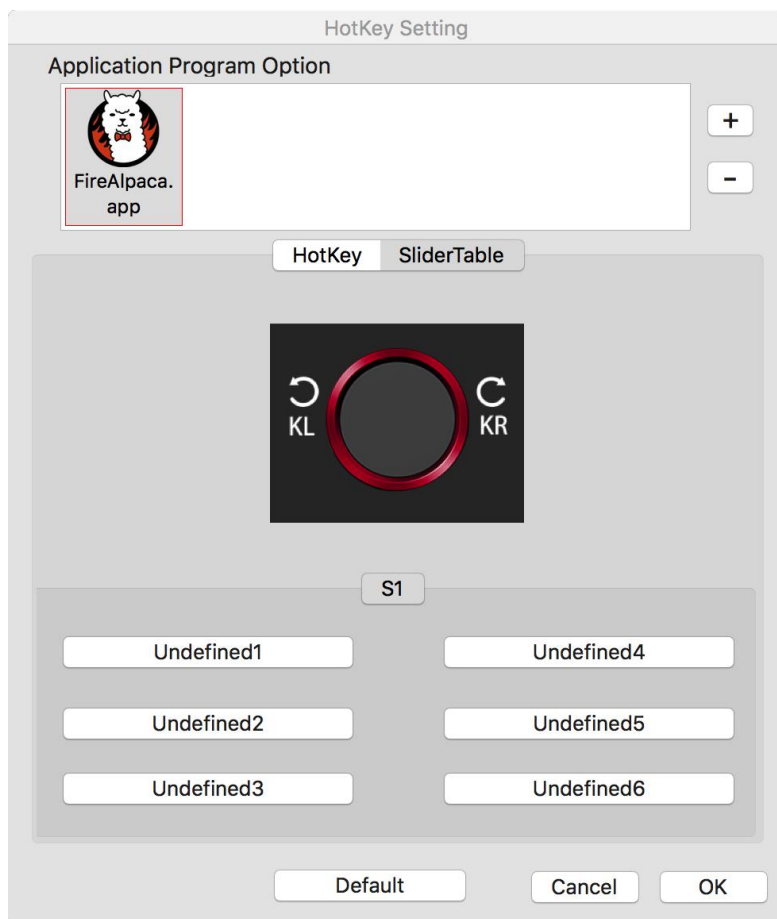 HotKey Setting
Application Program Option
FireAlpaca.
app
+
-
HotKey SliderTable
KL KR
S1
Undefined1 Undefined4
Undefined2 Undefined5
Undefined3 Undefined6
Default Cancel OK